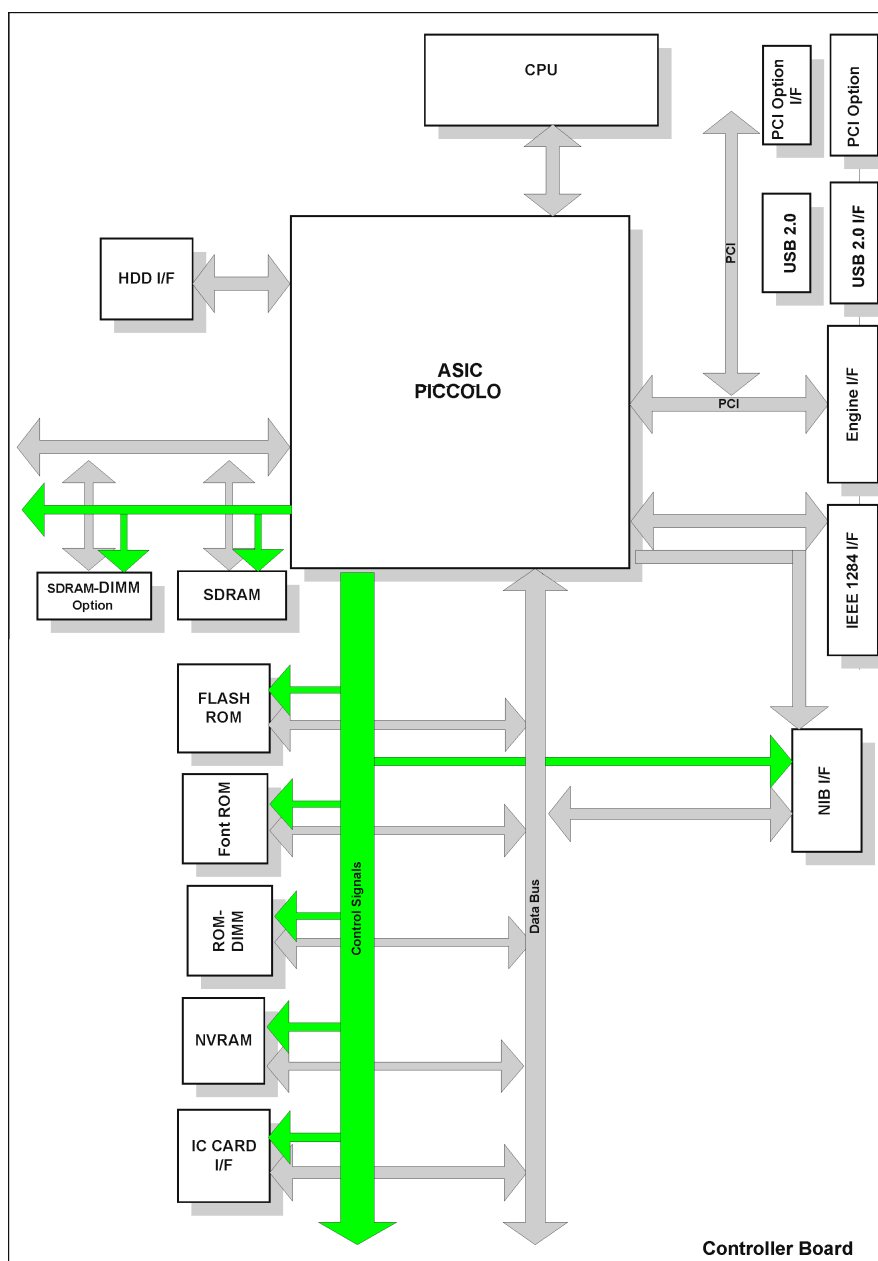 CPU
PCI Option
I/F
PCI Option
USB 2.0
USB 2.0 I/F
PCI
HDD I/F
ASIC
PICCOLO
PCI
Engine I/F
IEEE 1284 I/F
SDRAM-DIMM
Option
SDRAM
FLASH
ROM
Font ROM
ROM-
DIMM
NVRAM
IC CARD
I/F
Control Signals
Data Bus
NIB I/F
Controller Board